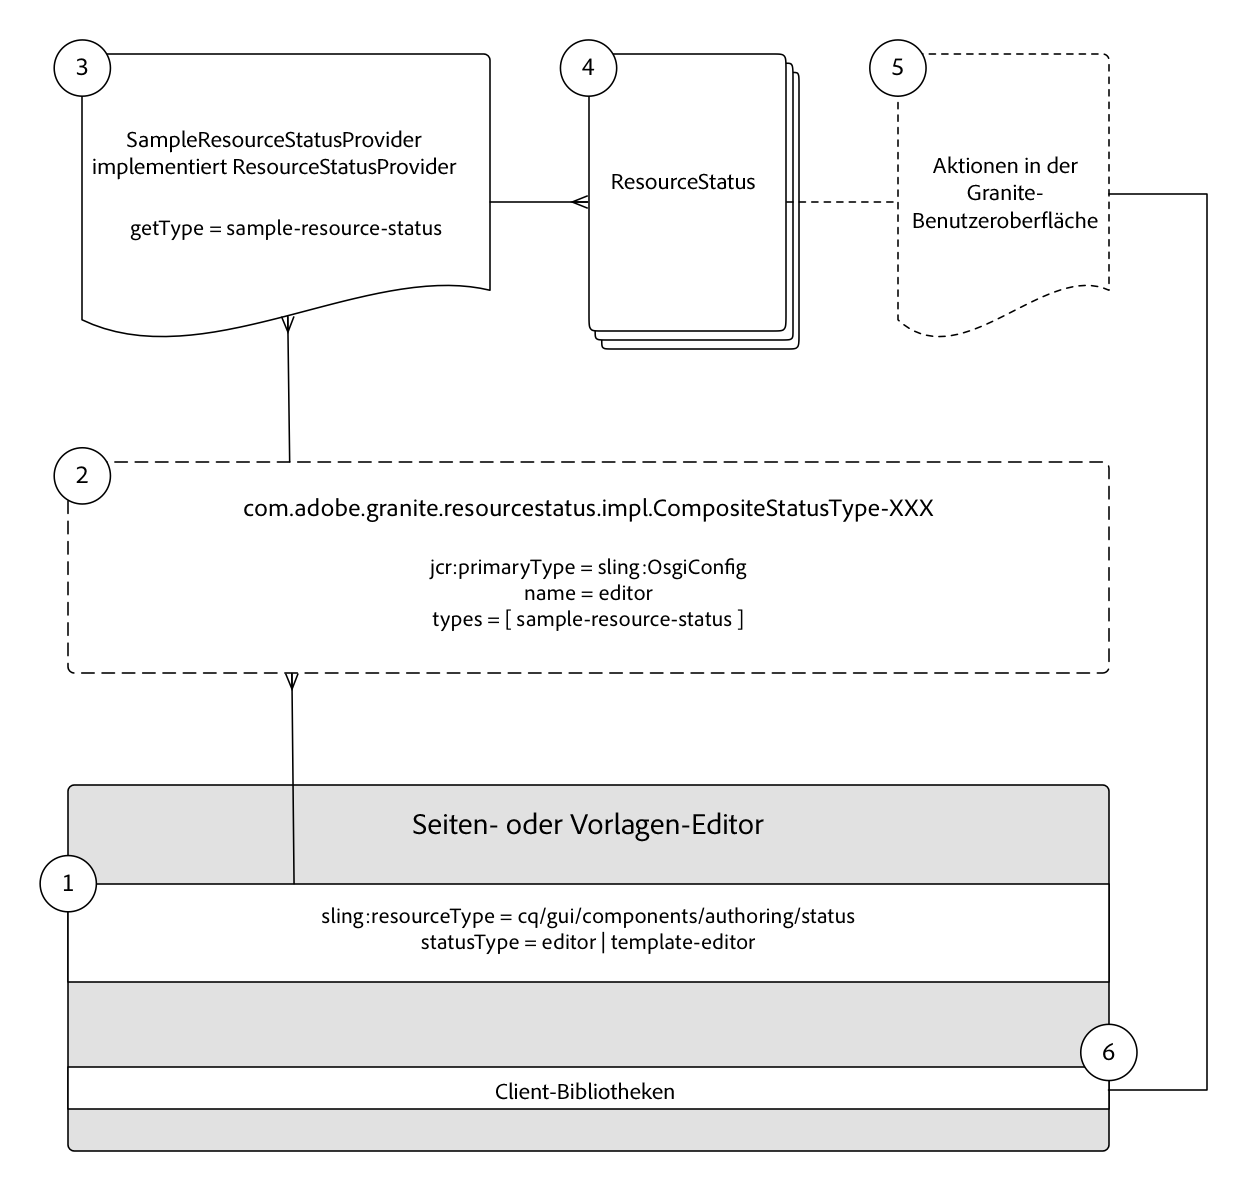 3
SampleResourceStatusProvider
implementiert ResourceStatusProvider
getType = sample-resource-status
4
ResourceStatus
5
Aktionen in der
Granite-
Benutzeroberfläche
2
com.adobe.granite.resourcestatus.impl.CompositeStatusType-XXX
jcr:primaryType = sling:OsgiConfig
name = editor
types = [ sample-resource-status ]
Seiten- oder Vorlagen-Editor
1
sling:resourceType = cq/gui/components/authoring/status
statusType = editor | template-editor
6
Client-Bibliotheken